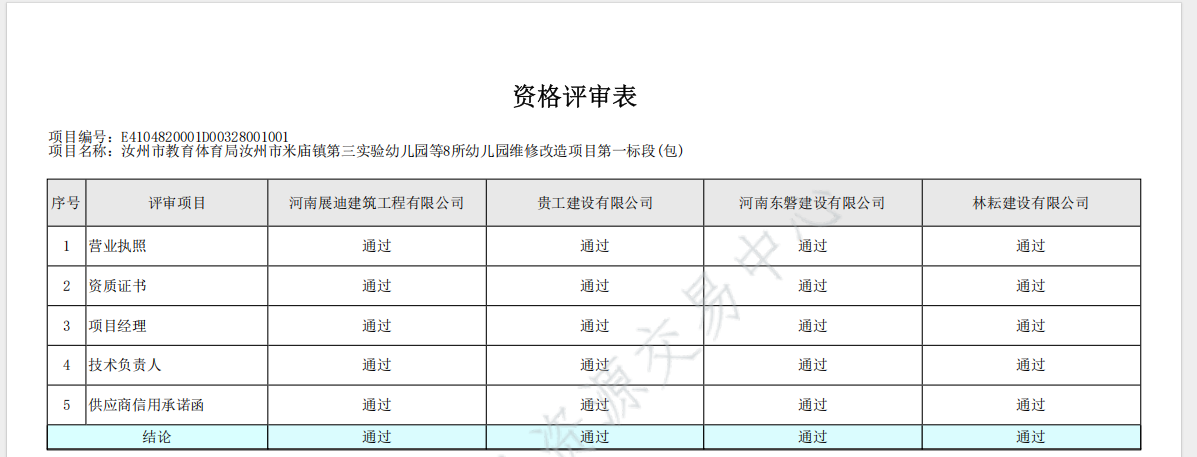 资格评审表
项目编号：E4104820001D00328001001
项目名称：汝州市教育体育局汝州市米庙镇第三实验幼儿园等8所幼儿园维修改造项目第一标段(包)
序号 评审项目 河南展迪建筑工程有限公司 贵工建设有限公司 河南东磐建设有限公司 林耘建设有限公司
1 营业执照 通过 通过 通过 通过
2 资质证书 通过 通过 通过 通过
3 项目经理 通过 通过 通过 通过
4 技术负责人 通过 通过 通过 通过
5 供应商信用承诺函 通过 通过 通过 通过
结论 通过 通过 通过 通过
资源交易中心